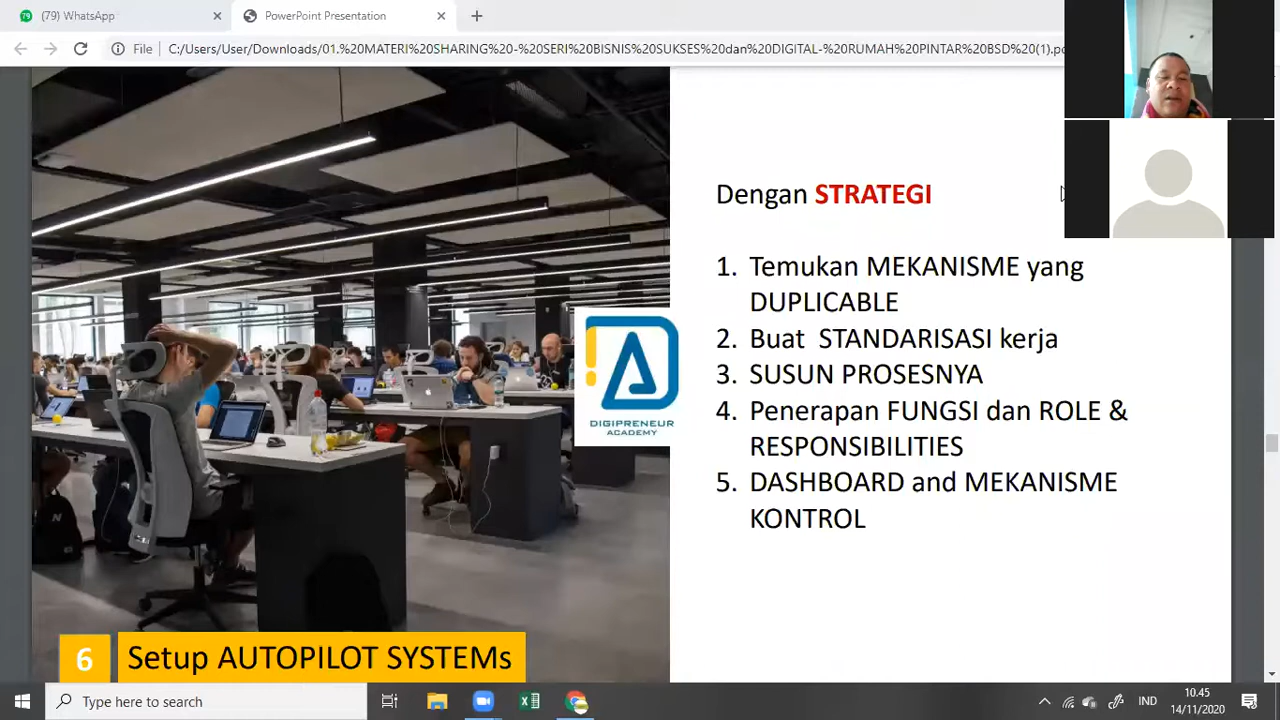 (79) WhatsApp
PowerPoint Presentation
File
C:/Users/User/Downloads/01.%20MATERI%20SHARING%20-%20SERI%20BISNIS%20SUKSES%20dan%20DIGITAL-%20RUMAH%20PINTAR%20BSD%20(1).p
Dengan STRATEGI
1. Temukan MEKANISME yang
DUPLICABLE
2. Buat STANDARISASI kerja
3. SUSUN PROSESNYA
4. Penerapan FUNGSI dan ROLE &
RESPONSIBILITIES
5. DASHBOARD and MEKANISME
KONTROL
DIGIPRENEUR
ACADEMY
6 Setup AUTOPILOT SYSTEMs
Type here to search
IND
10.45
14/11/2020